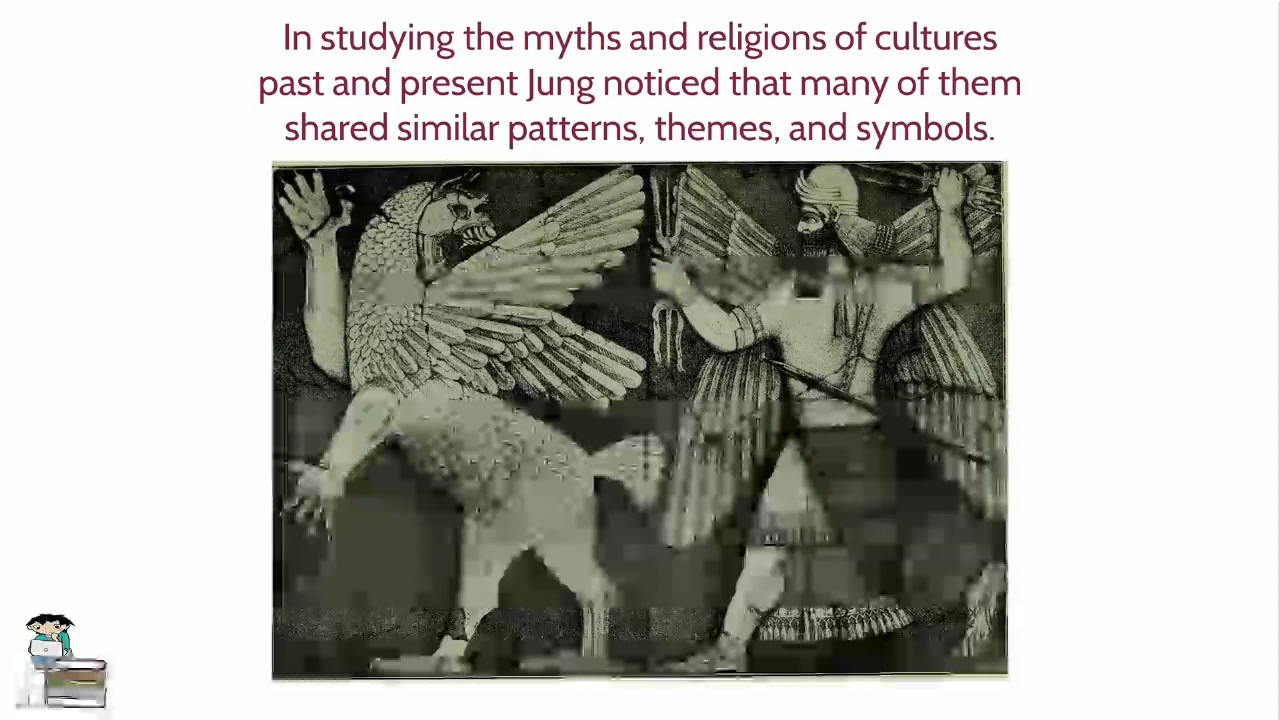 In studying the myths and religions of cultures
past and present Jung noticed that many of them
shared similar patterns, themes, and symbols.